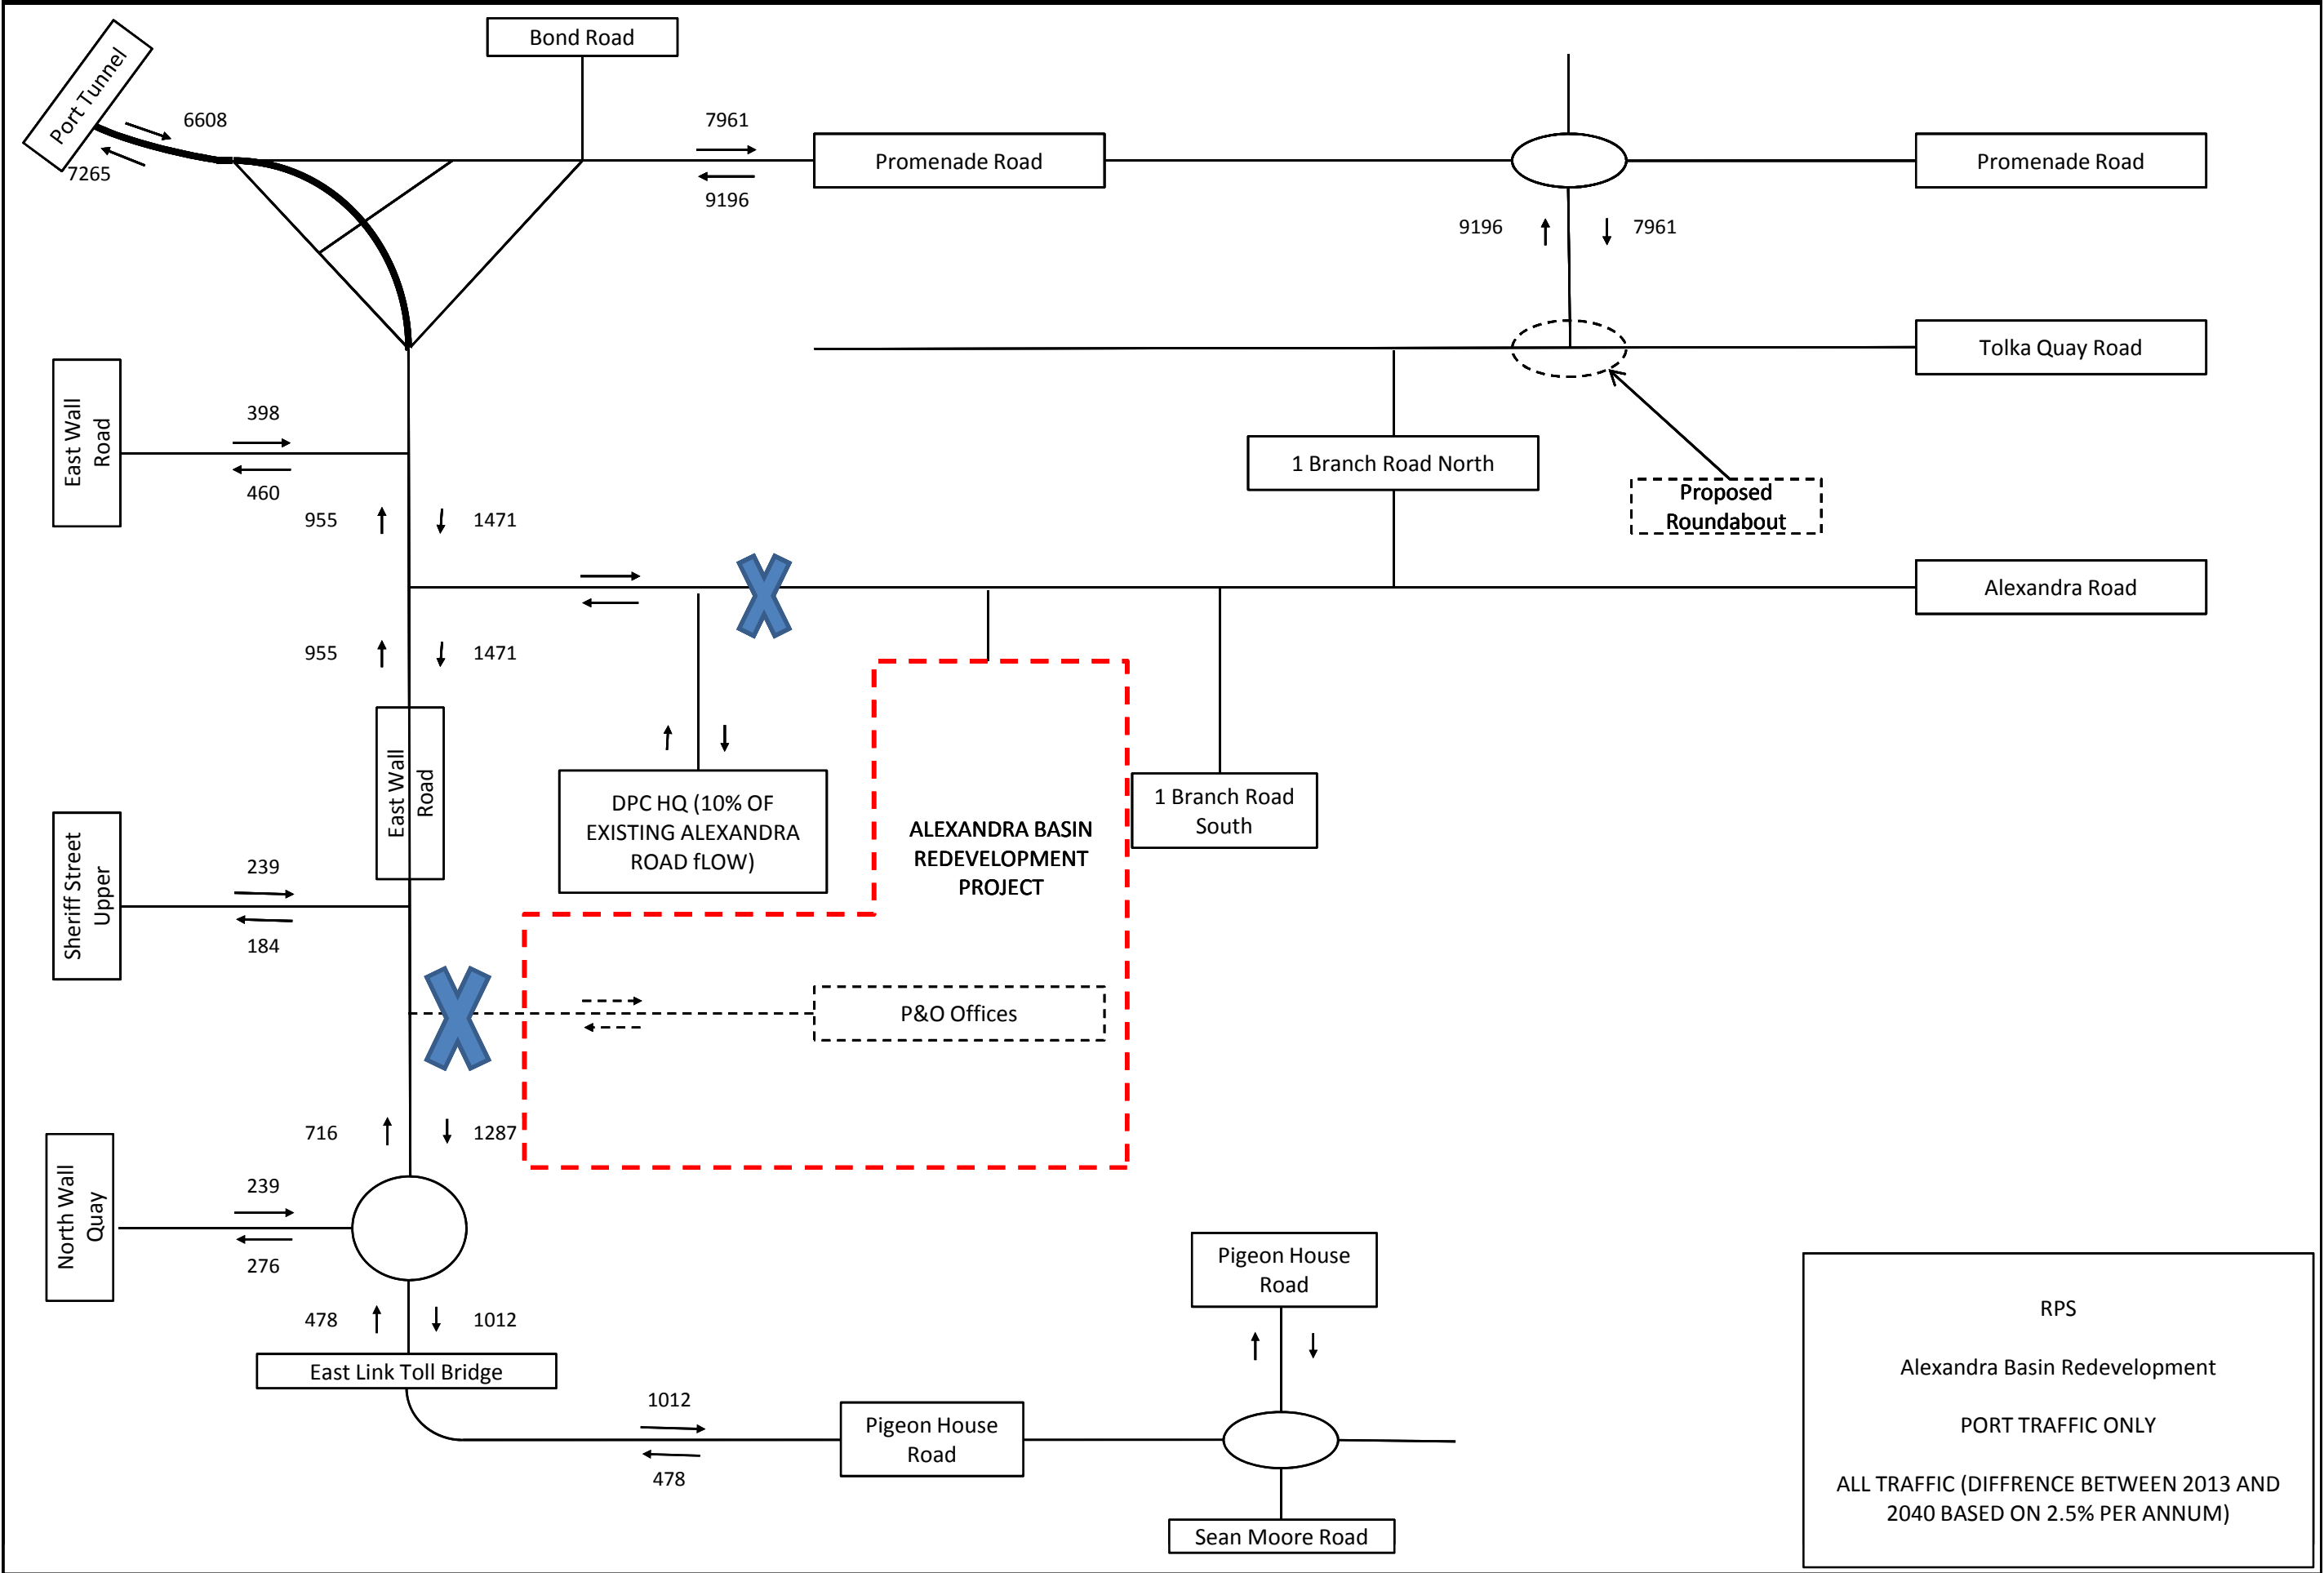 Bond Road
Port Tunnel
6608
7265
7961
9196
Promenade Road
Promenade Road
9196
7961
Tolka Quay Road
East Wall
Road
398
460
1 Branch Road North
Proposed
Roundabout
955
1471
Alexandra Road
955
1471
East Wall
Road
DPC HQ (10% OF
EXISTING ALEXANDRA
ROAD fLOW)
ALEXANDRA BASIN
REDEVELOPMENT
PROJECT
1 Branch Road
South
Sheriff Street
Upper
239
184
P&O Offices
716
1287
North Wall
Quay
239
276
478
1012
East Link Toll Bridge
1012
478
Pigeon House
Road
Pigeon House
Road
Sean Moore Road
RPS
Alexandra Basin Redevelopment
PORT TRAFFIC ONLY
ALL TRAFFIC (DIFFRENCE BETWEEN 2013 AND
2040 BASED ON 2.5% PER ANNUM)